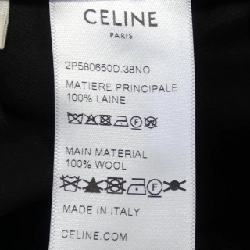 CELINE
PARIS
2P580650D.38NO
MATIERE PRINCIPALE
100% LAINE
MAIN MATERIAL
100% WOOL
MADE IN ITALY
CELINE.COM